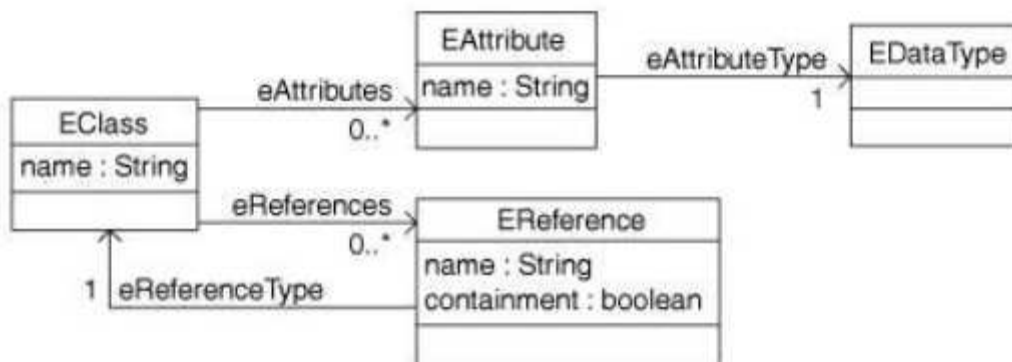 EAttribute
name : String
eAttributeType
1
EDataType
eAttributes
0..*
EClass
name : String
eReferences
0..*
EReference
name : String
containment : boolean
1
eReferenceType